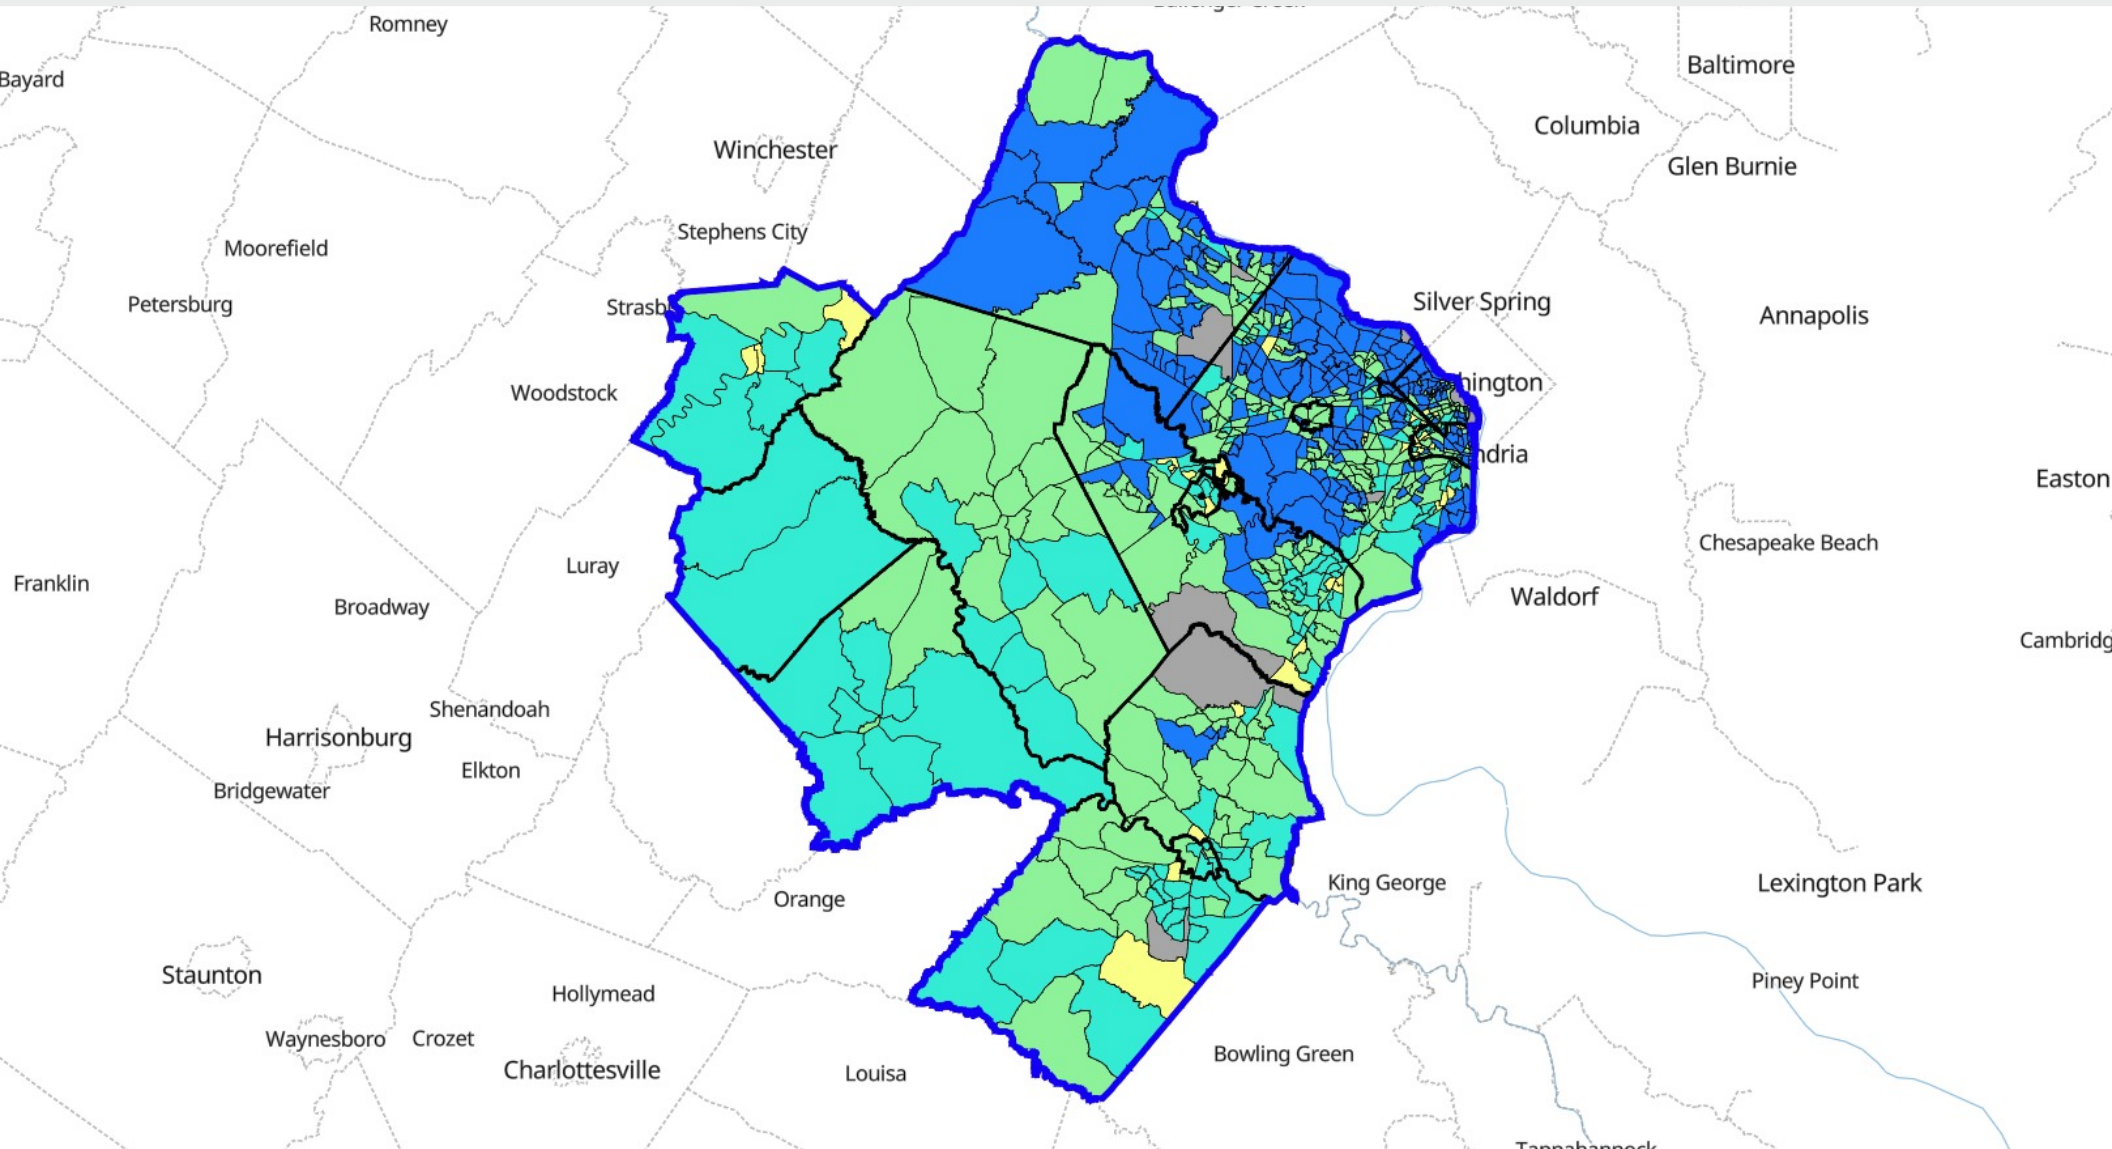 Romney
Baltimore
Bayard
Columbia
Winchester
Glen Burnie
Stephens City
Moorefield
Petersburg
Strasb
Silver Spring
Annapolis
Woodstock
hington
ndria
Easton
Chesapeake Beach
Luray
Franklin
Waldorf
Broadway
Cambridg
Shenandoah
Harrisonburg
Elkton
Bridgewater
King George
Lexington Park
Orange
Staunton
Piney Point
Hollymead
Waynesboro
Crozet
Bowling Green
Charlottesville
Louisa